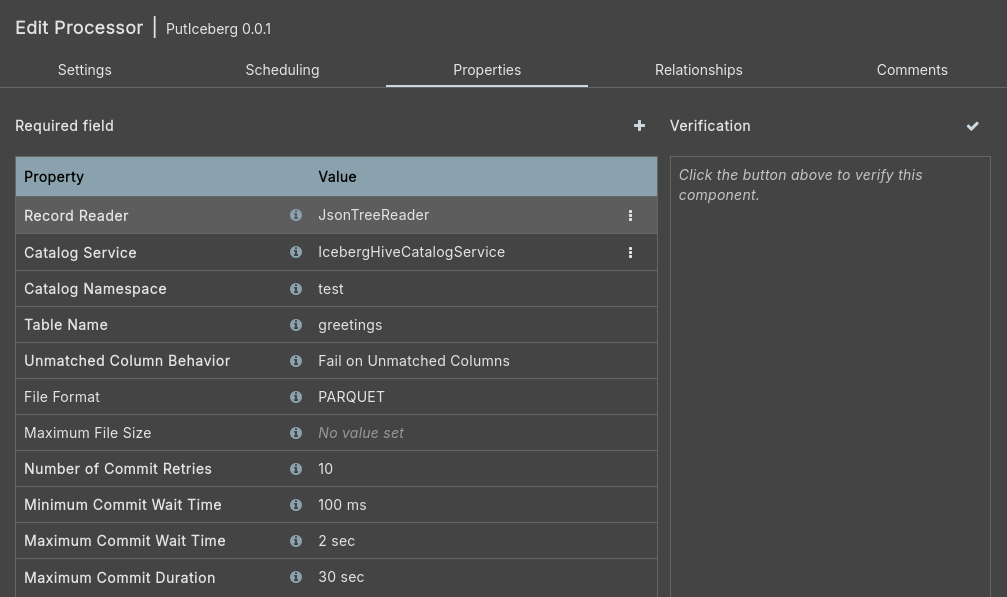 Edit Processor | PutIceberg 0.0.1
Settings Scheduling Properties Relationships Comments
Required field
Verification
Property Value
Click the button above to verify this
component.
Record Reader JsonTreeReader
Catalog Service IcebergHiveCatalogService
Catalog Namespace test
Table Name greetings
Unmatched Column Behavior Fail on Unmatched Columns
File Format PARQUET
Maximum File Size No value set
Number of Commit Retries 10
Minimum Commit Wait Time 100 ms
Maximum Commit Wait Time 2 sec
Maximum Commit Duration 30 sec